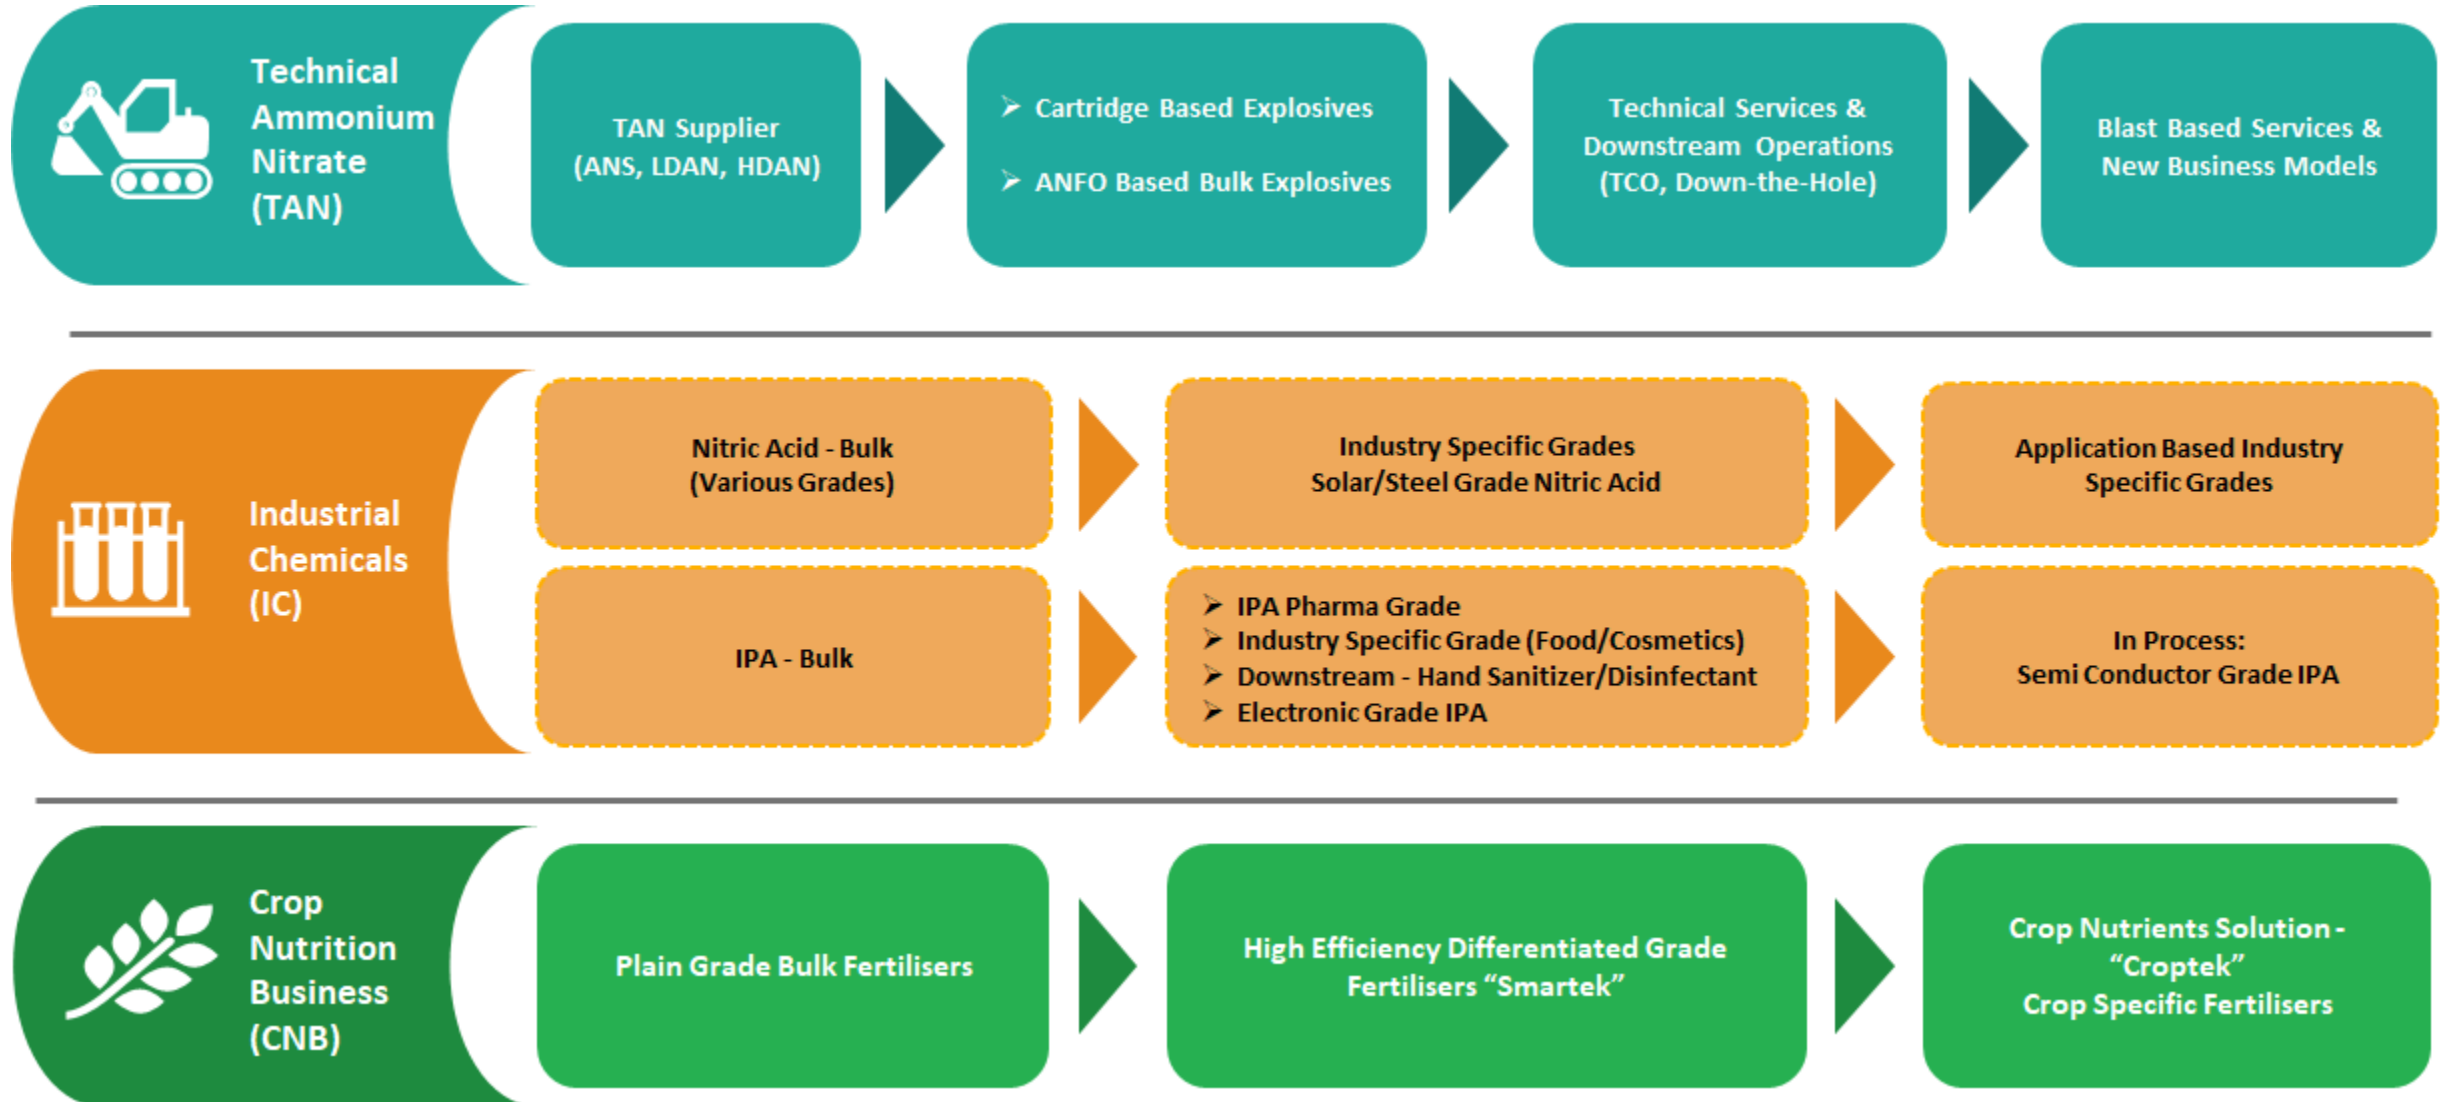 Technical
Ammonium
Nitrate
(TAN)
TAN Supplier
(ANS, LDAN, HDAN)
➢ Cartridge Based Explosives
➢ ANFO Based Bulk Explosives
Technical Services &
Downstream Operations
(TCO, Down-the-Hole)
Blast Based Services &
New Business Models
Industrial
Chemicals
(IC)
Nitric Acid - Bulk
(Various Grades)
Industry Specific Grades
Solar/Steel Grade Nitric Acid
Application Based Industry
Specific Grades
IPA - Bulk
➢ IPA Pharma Grade
➢ Industry Specific Grade (Food/Cosmetics)
➢ Downstream - Hand Sanitizer/Disinfectant
➢ Electronic Grade IPA
In Process:
Semi Conductor Grade IPA
Crop
Nutrition
Business
(CNB)
Plain Grade Bulk Fertilisers
High Efficiency Differentiated Grade
Fertilisers “Smartek”
Crop Nutrients Solution -
“Croptek”
Crop Specific Fertilisers